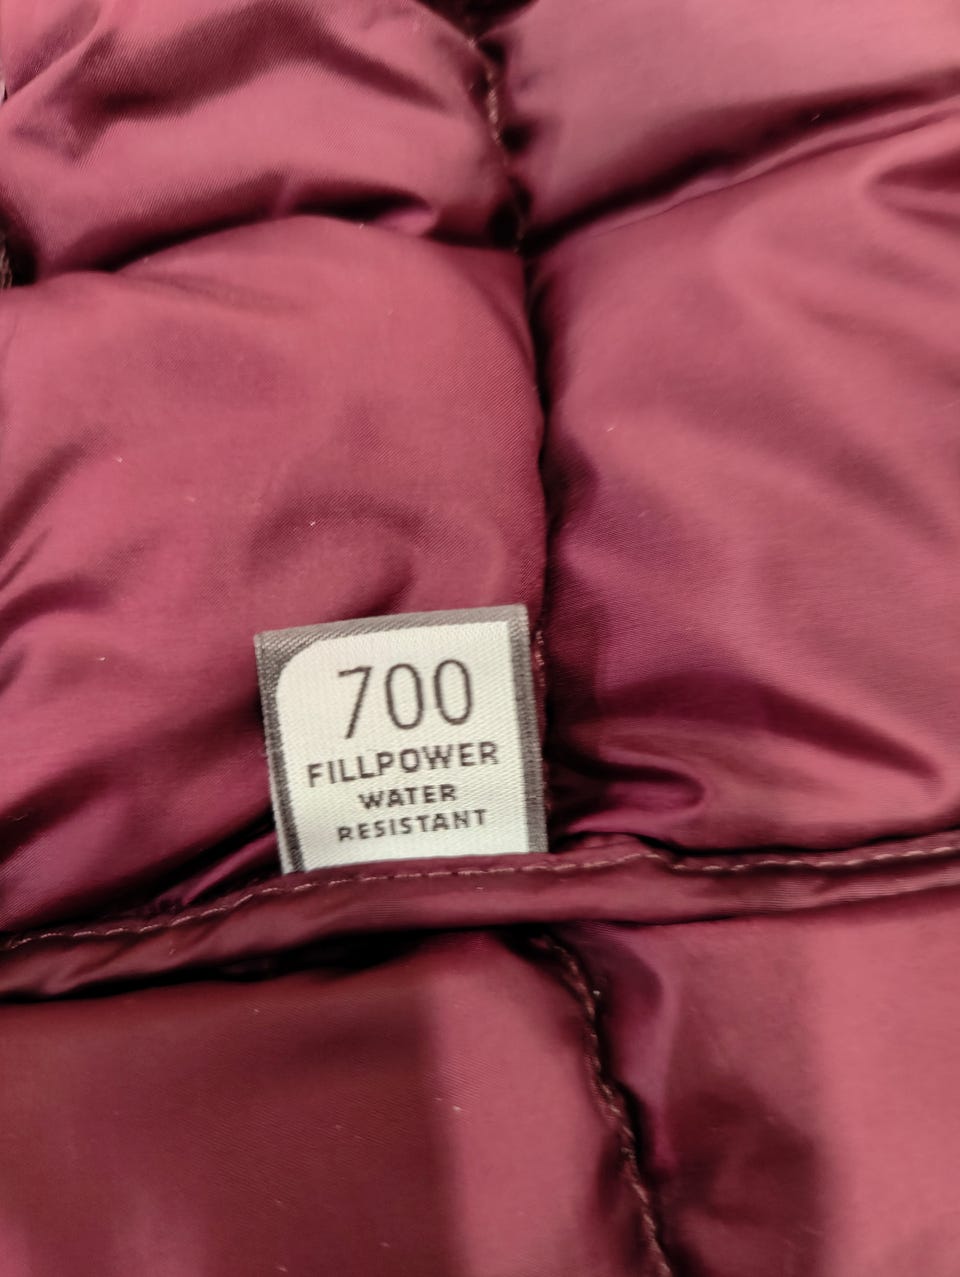 700
FILLPOWER
WATER
RESISTANT